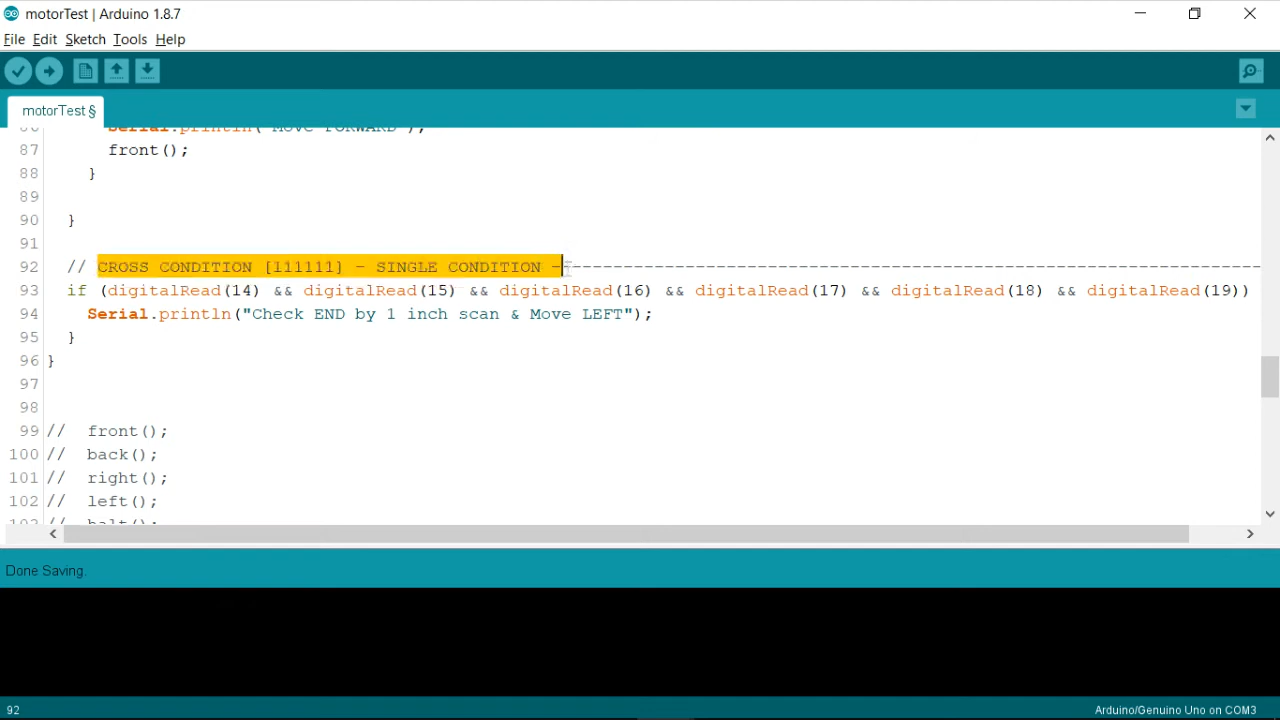 motorTest | Arduino 1.8.7
File Edit Sketch Tools Help
motorTest §
86 Serial.println("Move FORWARD");
87 front();
88 }
89
90 }
91
92 // CROSS CONDITION [111111] - SINGLE CONDITION --------------------------------------------------------------------
93 if (digitalRead(14) && digitalRead(15) && digitalRead(16) && digitalRead(17) && digitalRead(18) && digitalRead(19))
94 Serial.println("Check END by 1 inch scan & Move LEFT");
95 }
96 }
97
98
99 // front();
100 // back();
101 // right();
102 // left();
103 // halt();
Done Saving.
92
Arduino/Genuino Uno on COM3